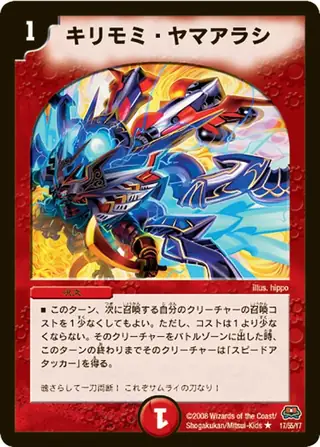 1
キリモミ・ヤマアラシ
illus. hippo
呪文
■ このターン、次に召喚する自分のクリーチャーの召喚コ
ストを1少なくしてもよい。ただし、コストは1より少な
くならない。そのクリーチャーをバトルゾーンに出した時、
このターンの終わりまでそのクリーチャーは「スピードア
タッカー」を得る。
鳴さらして一刀両断!これぞサムライの刀なり!
1
©2008 Wizards of the Coast/
Shogakukan/Mitsui-Kids ★ 17/55/Y7